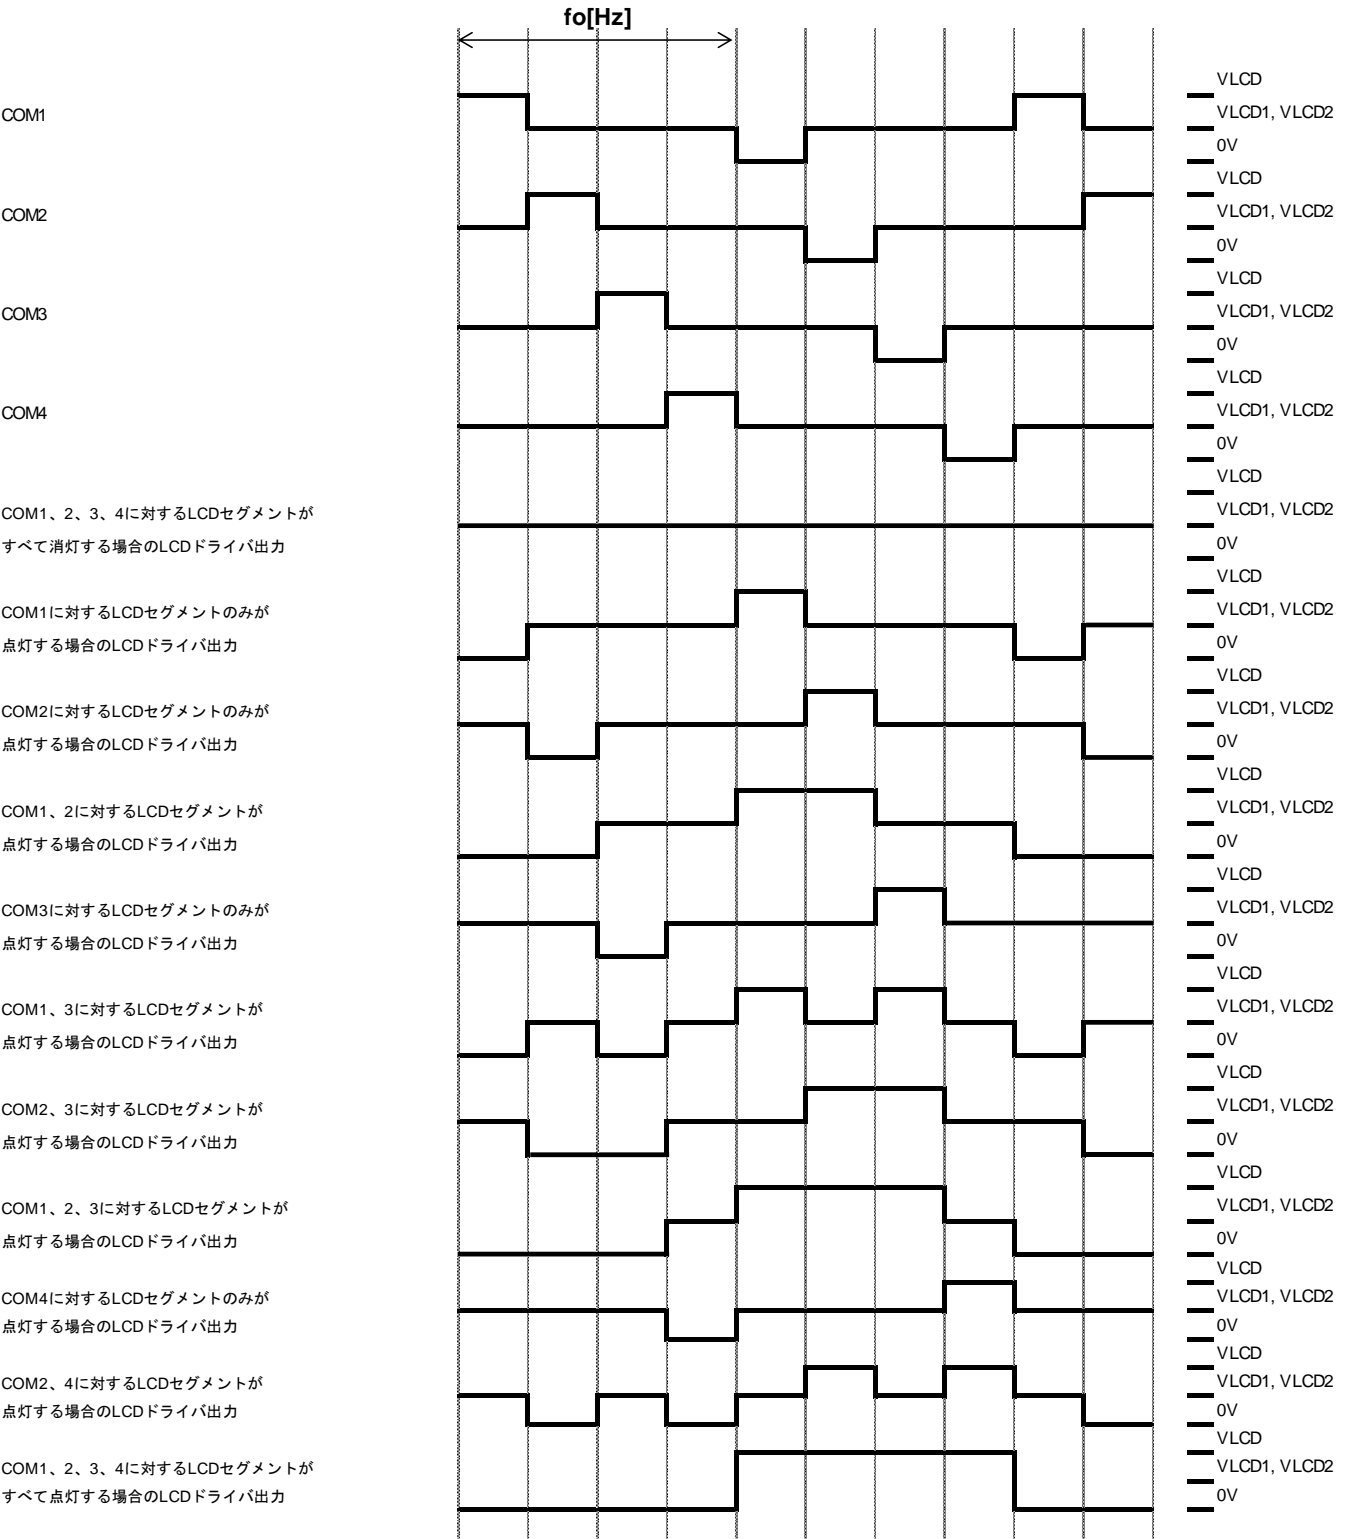 fo[Hz]
COM1
VLCD
VLCD1, VLCD2
0V
COM2
VLCD
VLCD1, VLCD2
0V
COM3
VLCD
VLCD1, VLCD2
0V
COM4
VLCD
VLCD1, VLCD2
0V
COM1、2、3、4に対するLCDセグメントが
すべて消灯する場合のLCDドライバ出力
VLCD
VLCD1, VLCD2
0V
COM1に対するLCDセグメントのみが
点灯する場合のLCDドライバ出力
VLCD
VLCD1, VLCD2
0V
COM2に対するLCDセグメントのみが
点灯する場合のLCDドライバ出力
VLCD
VLCD1, VLCD2
0V
COM1、2に対するLCDセグメントが
点灯する場合のLCDドライバ出力
VLCD
VLCD1, VLCD2
0V
COM3に対するLCDセグメントのみが
点灯する場合のLCDドライバ出力
VLCD
VLCD1, VLCD2
0V
COM1、3に対するLCDセグメントが
点灯する場合のLCDドライバ出力
VLCD
VLCD1, VLCD2
0V
COM2、3に対するLCDセグメントが
点灯する場合のLCDドライバ出力
VLCD
VLCD1, VLCD2
0V
COM1、2、3に対するLCDセグメントが
点灯する場合のLCDドライバ出力
VLCD
VLCD1, VLCD2
0V
COM4に対するLCDセグメントのみが
点灯する場合のLCDドライバ出力
VLCD
VLCD1, VLCD2
0V
COM2、4に対するLCDセグメントが
点灯する場合のLCDドライバ出力
VLCD
VLCD1, VLCD2
0V
COM1、2、3、4に対するLCDセグメントが
すべて点灯する場合のLCDドライバ出力
VLCD
VLCD1, VLCD2
0V